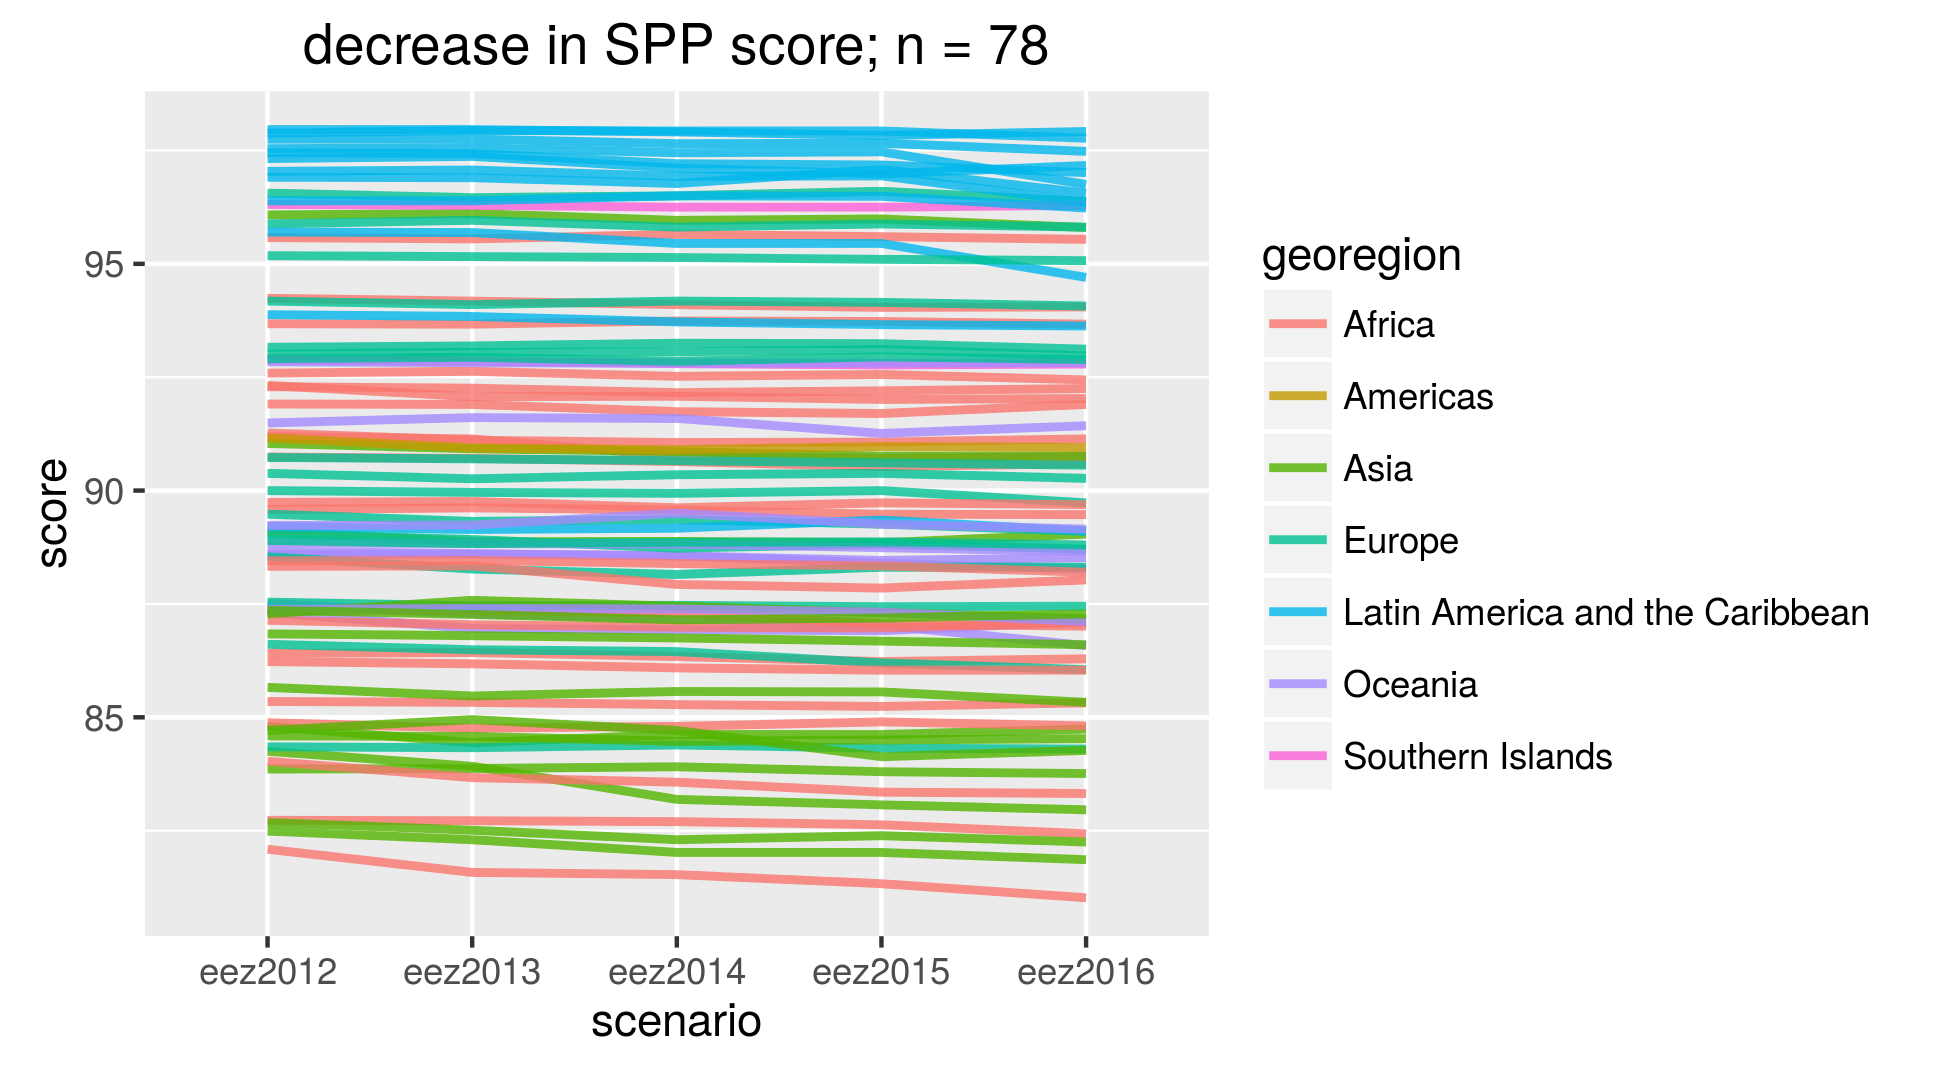 decrease in SPP score; n = 78
score
95
90
85
eez2012 eez2013 eez2014 eez2015 eez2016
scenario
georegion
Africa
Americas
Asia
Europe
Latin America and the Caribbean
Oceania
Southern Islands